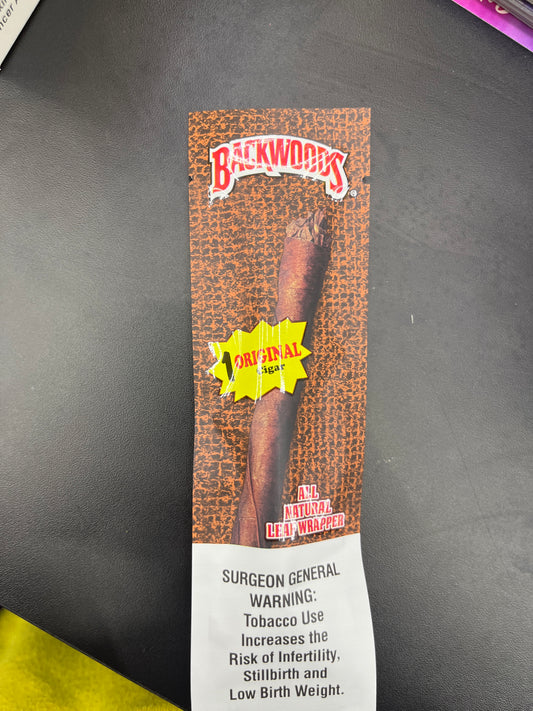 BACKWOODS
®
1 ORIGINAL
Cigar
ALL
NATURAL
LEAF WRAPPER
SURGEON GENERAL
WARNING:
Tobacco Use
Increases the
Risk of Infertility,
Stillbirth and
Low Birth Weight.